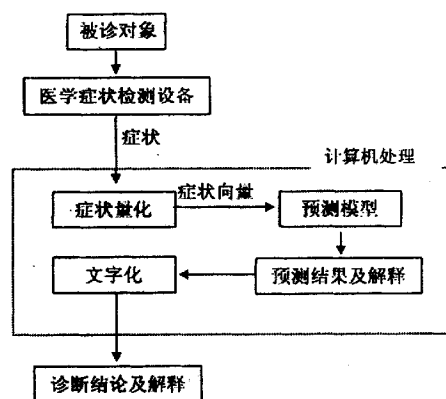 被诊对象
医学症状检测设备
症状
计算机处理
症状量化
症状向量
预测模型
文字化
预测结果及解释
诊断结论及解释